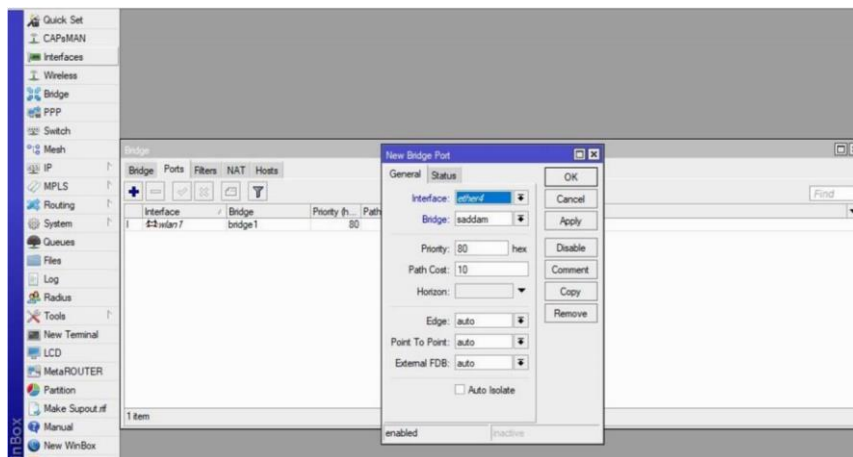 Quick Set
CAPsMAN
Interfaces
Wireless
Bridge
PPP
Switch
Mesh
IP
MPLS
Routing
System
Queues
Files
Log
Radius
Tools
New Terminal
LCD
MetaROUTER
Partition
Make Supout.rif
Manual
New WinBox
nBox
Bridge
Bridge Ports Filters NAT Hosts
Find
Interface Bridge Priority (h... Path
I wlan1 bridge1 80
1 item
New Bridge Port
General Status
Interface: ether4
Bridge: saddam
Priority: 80 hex
Path Cost: 10
Horizon:
Edge: auto
Point To Point: auto
External FDB: auto
Auto Isolate
enabled inactive
OK
Cancel
Apply
Disable
Comment
Copy
Remove